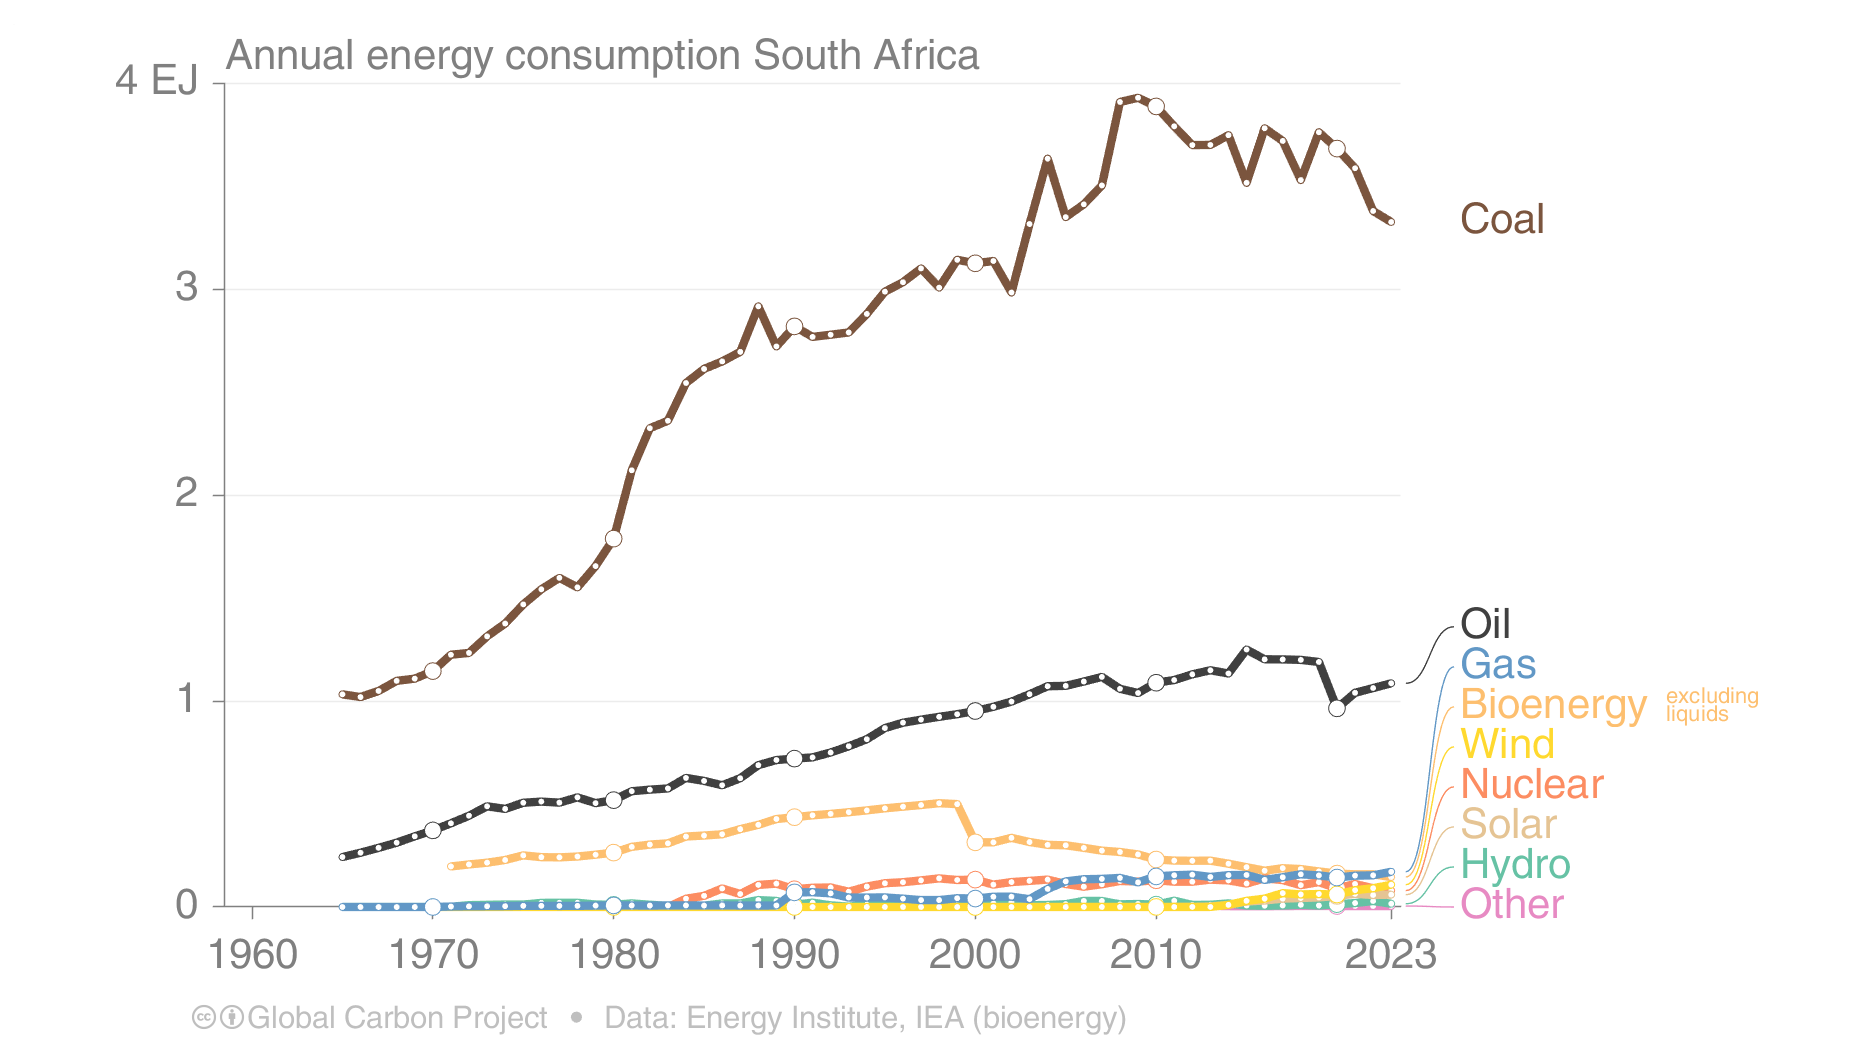 Annual energy consumption South Africa
4 EJ
3
2
1
0
1960 1970 1980 1990 2000 2010 2023
Coal
Oil
Gas
Bioenergy excluding liquids
Wind
Nuclear
Solar
Hydro
Other
cc Global Carbon Project • Data: Energy Institute, IEA (bioenergy)